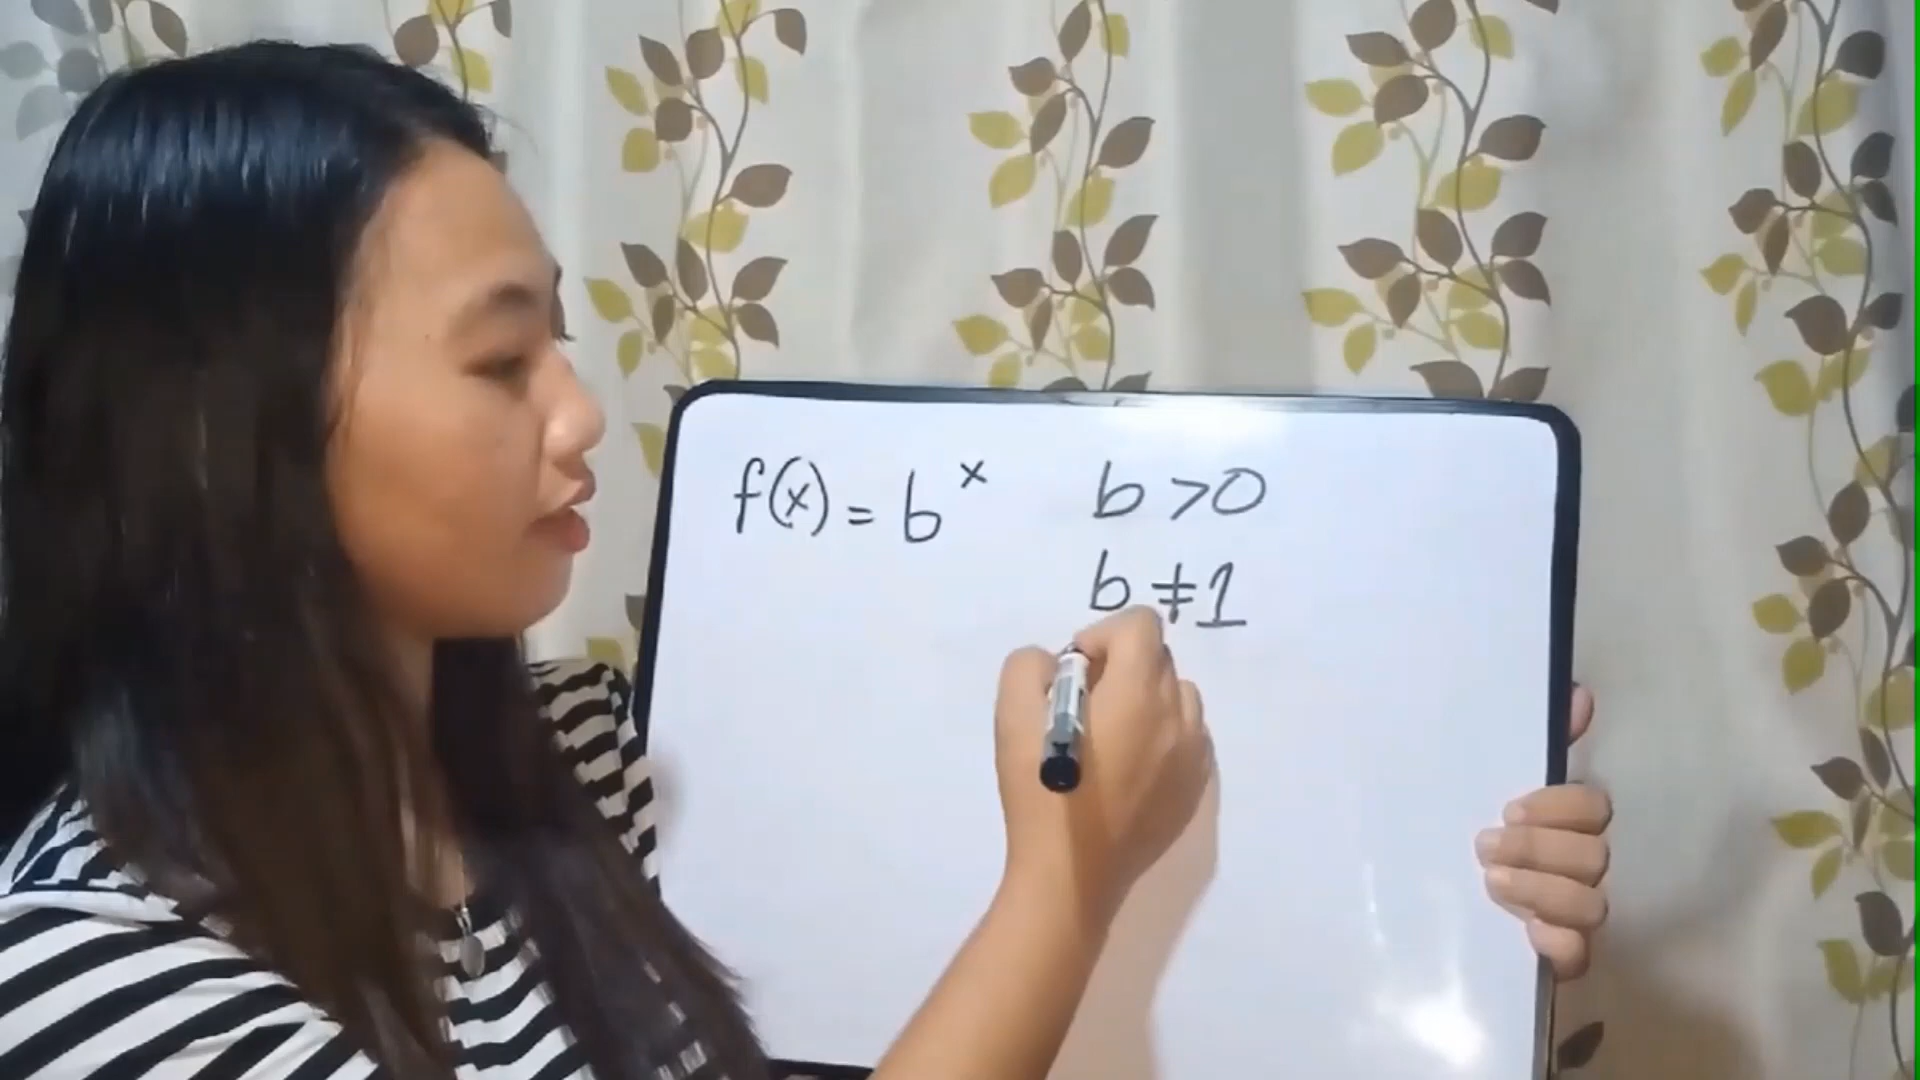 f(x) = b^x b >0
b ≠1